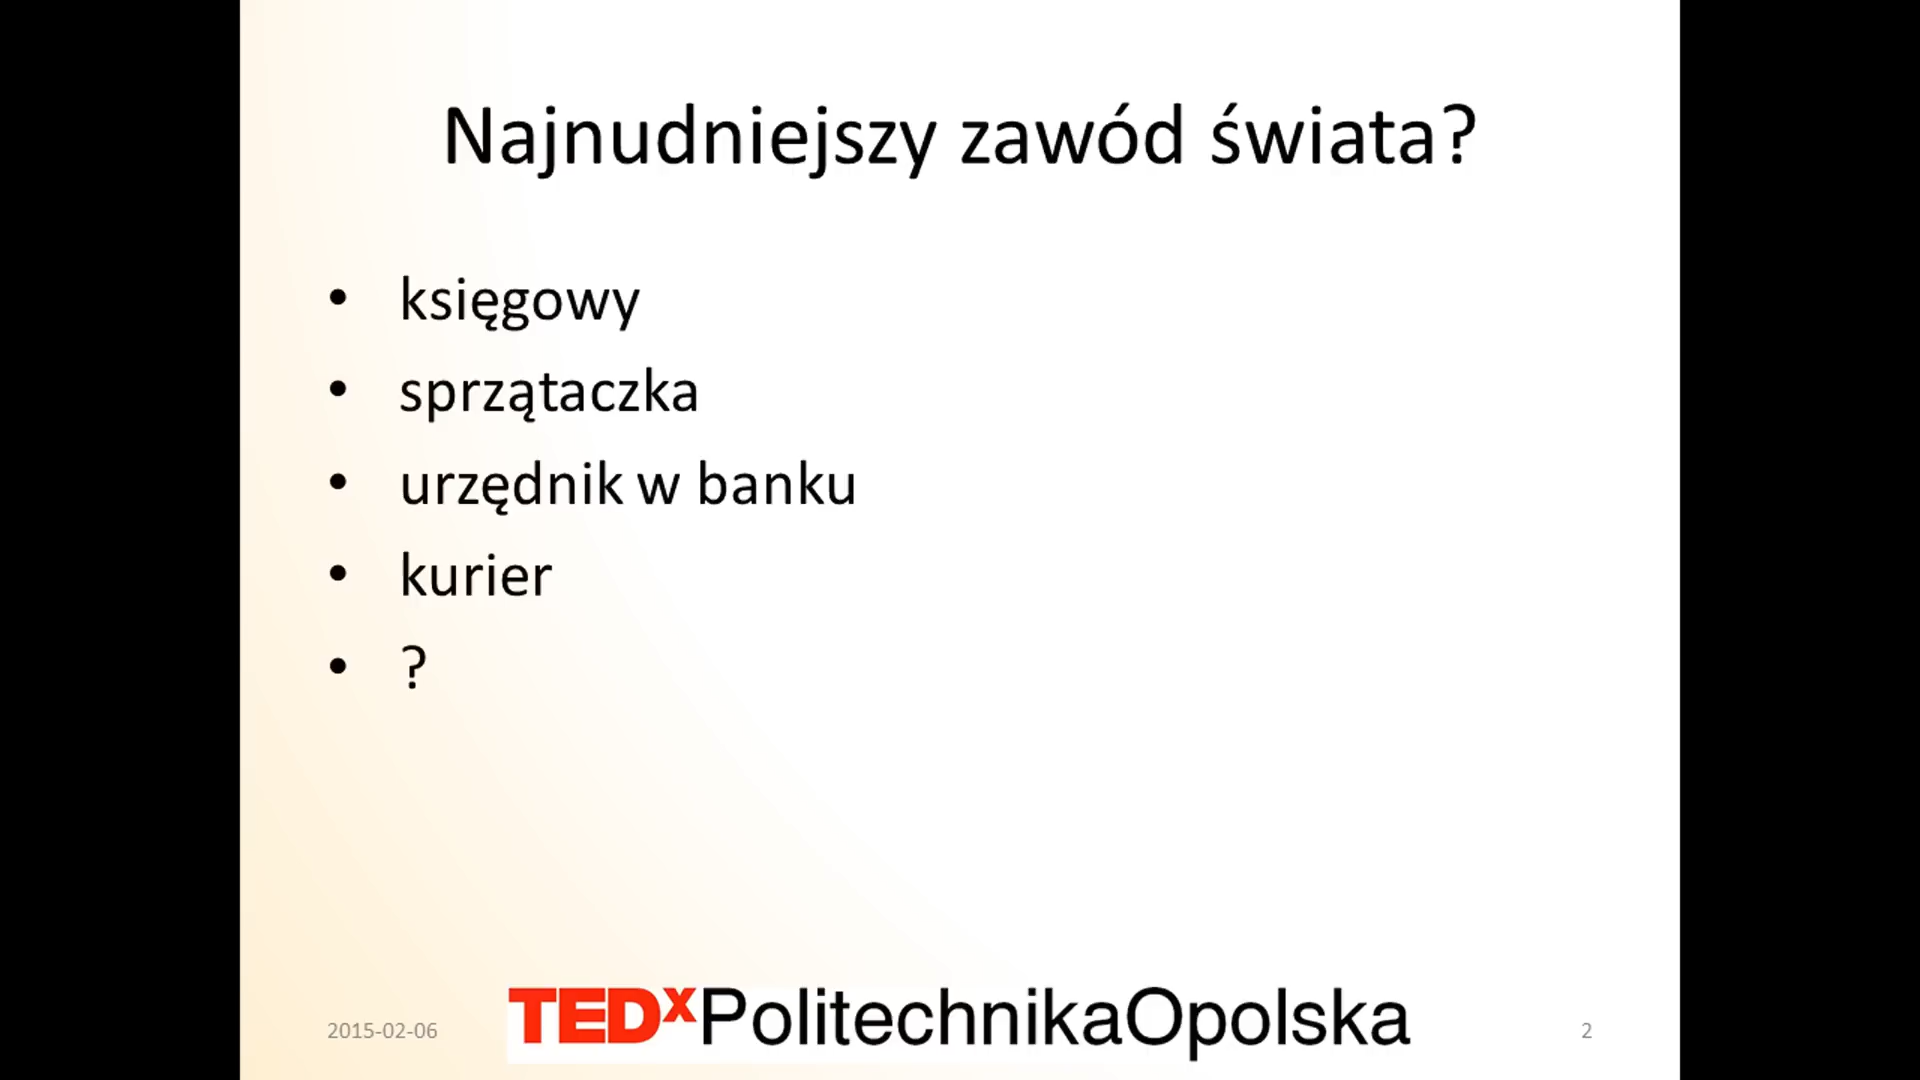 Najnudniejszy zawód świata?
• księgowy
• sprzątaczka
• urzędnik w banku
• kurier
• ?
2015-02-06
TEDxPolitechnikaOpolska
2